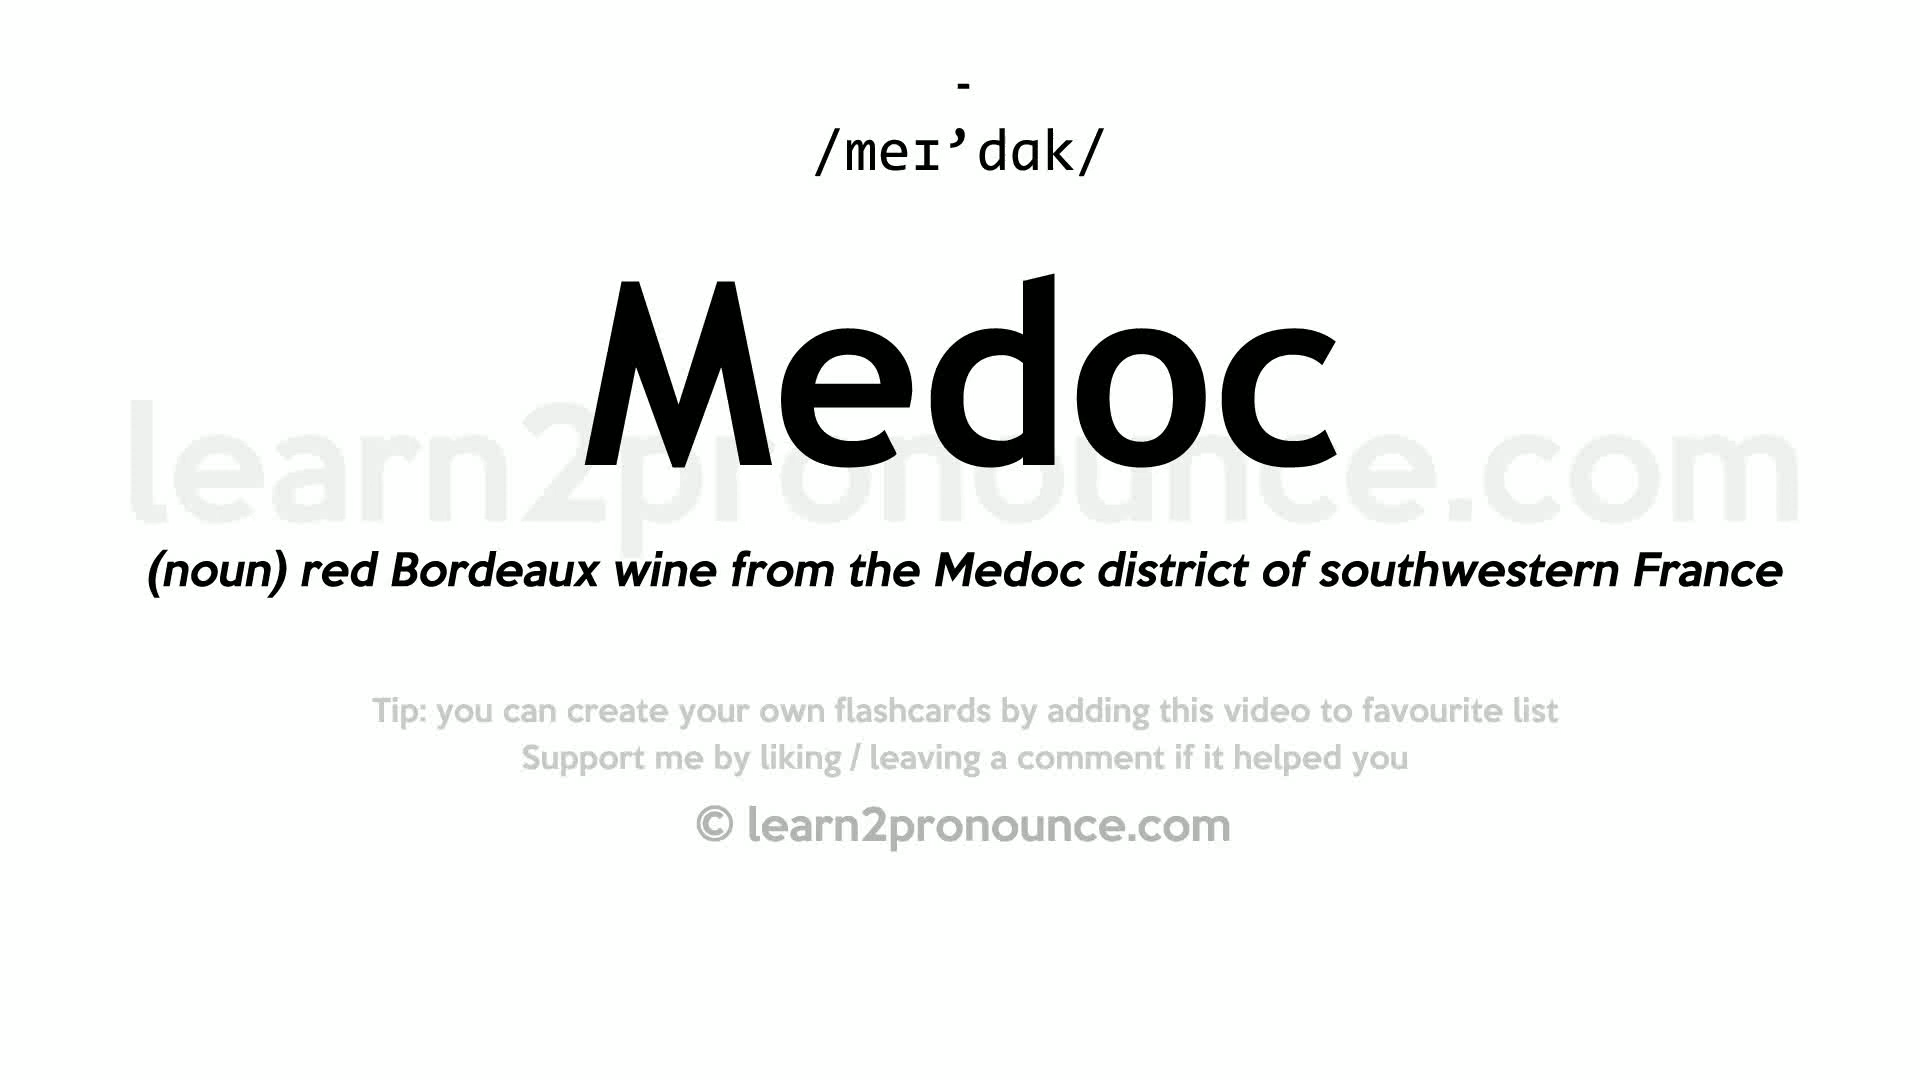 -
/meɪ’dɑk/
Medoc
learn2pronounce.com
(noun) red Bordeaux wine from the Medoc district of southwestern France
Tip: you can create your own flashcards by adding this video to favourite list
Support me by liking / leaving a comment if it helped you
© learn2pronounce.com